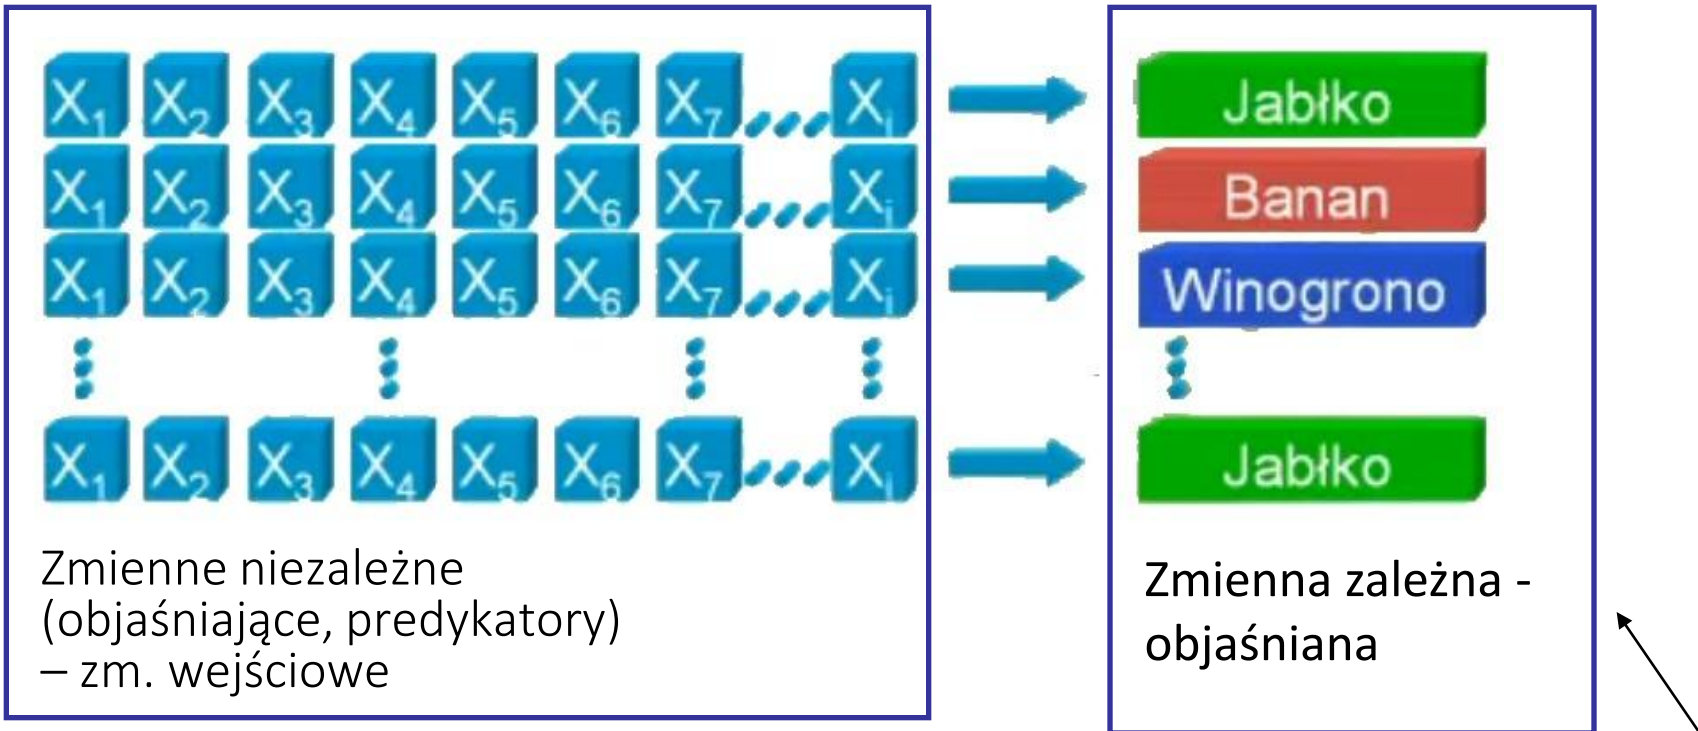 X₁ X₂ X₃ X₄ X₅ X₆ X₇ ... Xᵢ Jabłko
X₁ X₂ X₃ X₄ X₅ X₆ X₇ ... Xᵢ Banan
X₁ X₂ X₃ X₄ X₅ X₆ X₇ ... Xᵢ Winogrono
X₁ X₂ X₃ X₄ X₅ X₆ X₇ ... Xᵢ Jabłko
Zmienne niezależne
(objaśniające, predykatory)
– zm. wejściowe
Zmienna zależna -
objaśniana